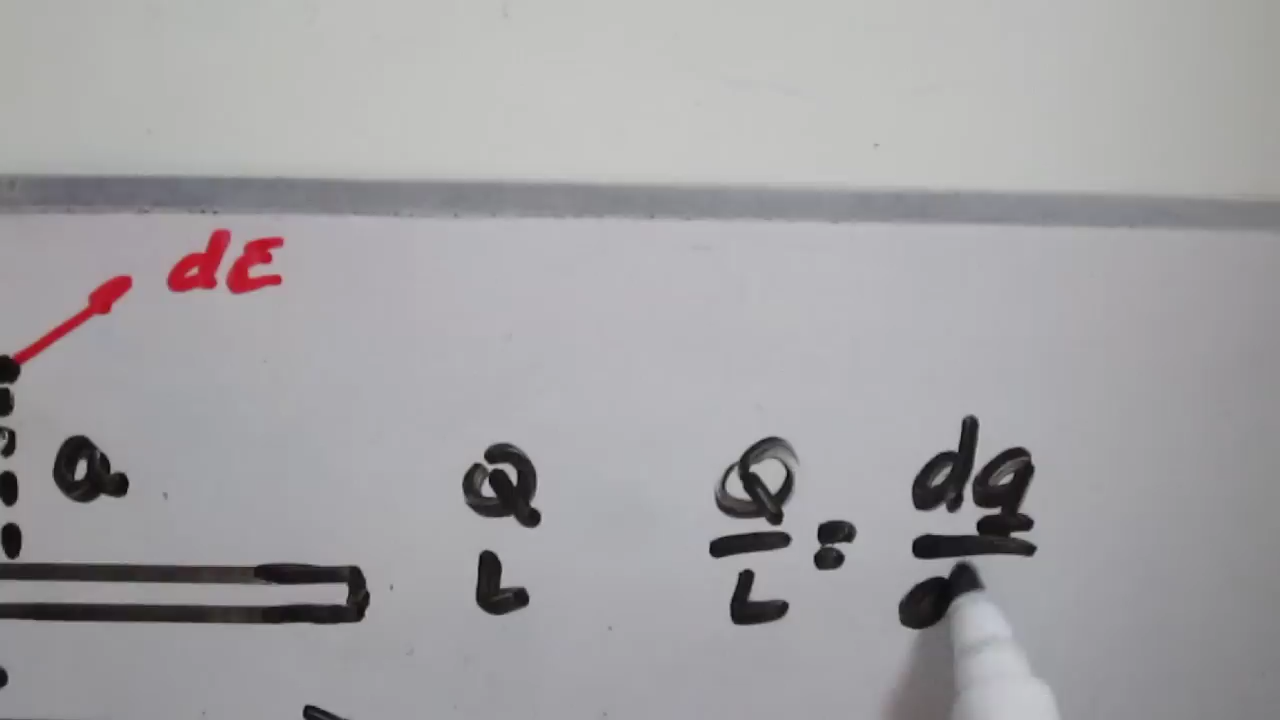 dE
a
Q
L
Q/L = dq/